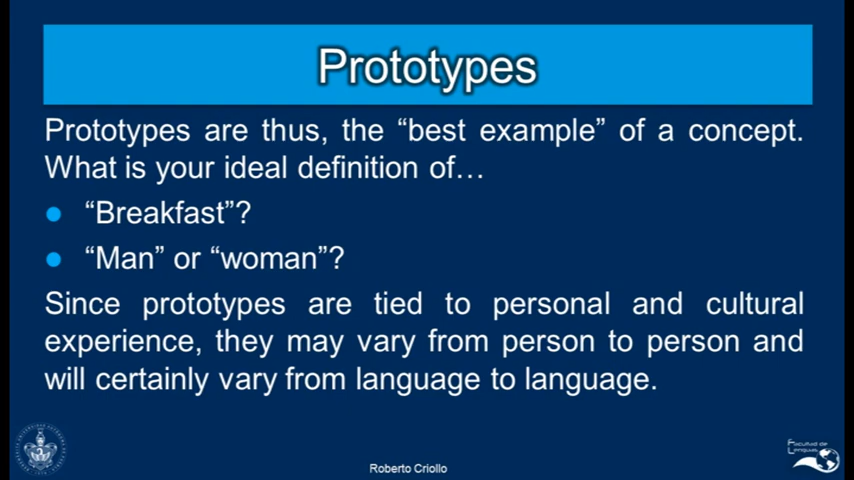 Prototypes
Prototypes are thus, the “best example” of a concept.
What is your ideal definition of…
● “Breakfast”?
● “Man” or “woman”?
Since prototypes are tied to personal and cultural
experience, they may vary from person to person and
will certainly vary from language to language.
Roberto Criollo
Facultad de
Lenguas